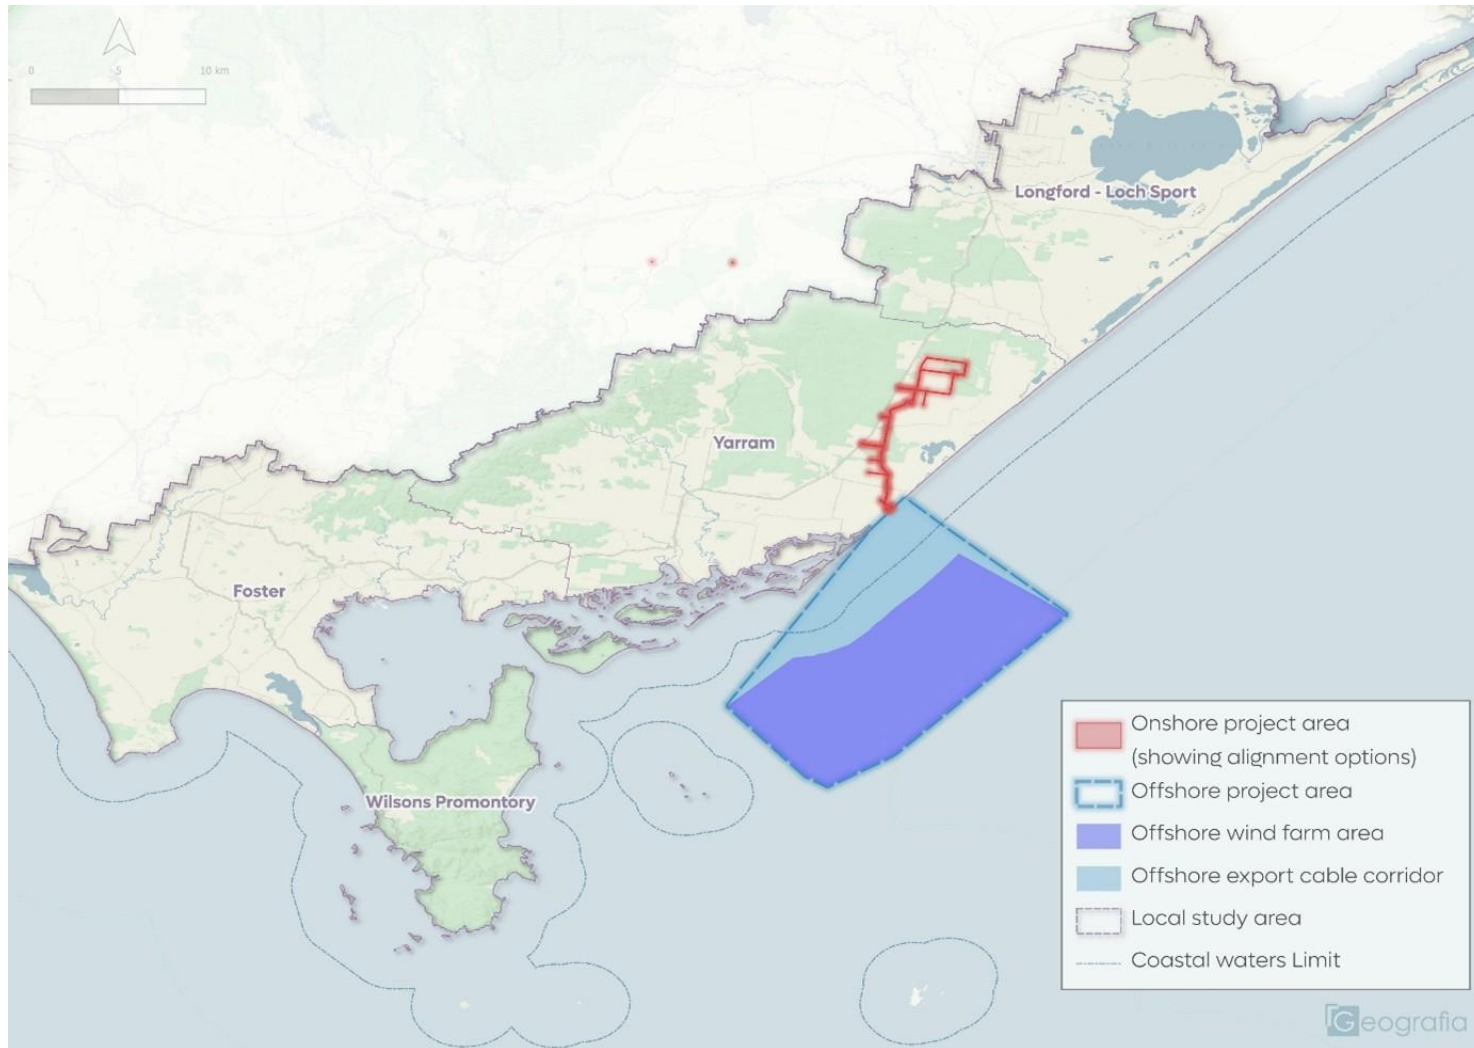 0 5 10 km
Longford - Loch Sport
Yarram
Foster
Wilsons Promontory
Onshore project area
(showing alignment options)
Offshore project area
Offshore wind farm area
Offshore export cable corridor
Local study area
Coastal waters Limit
Geografia